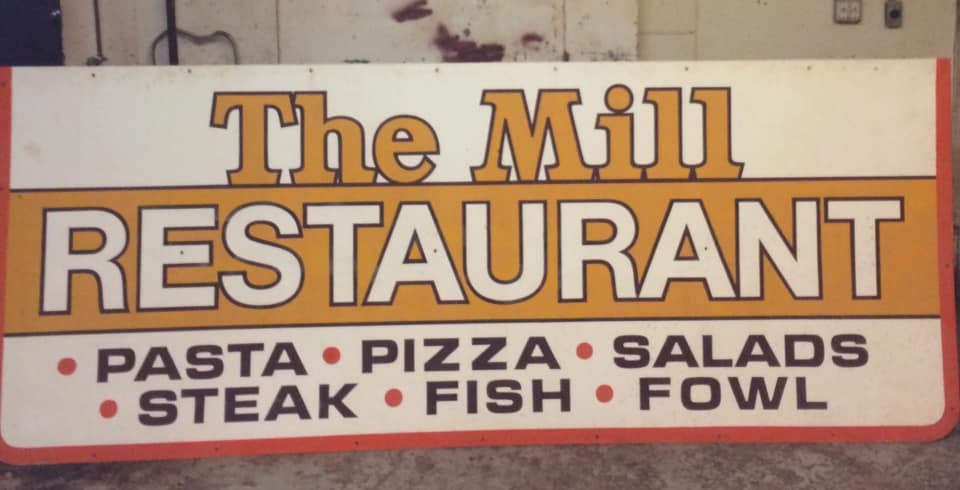 The Mill
RESTAURANT
• PASTA • PIZZA • SALADS
• STEAK • FISH • FOWL